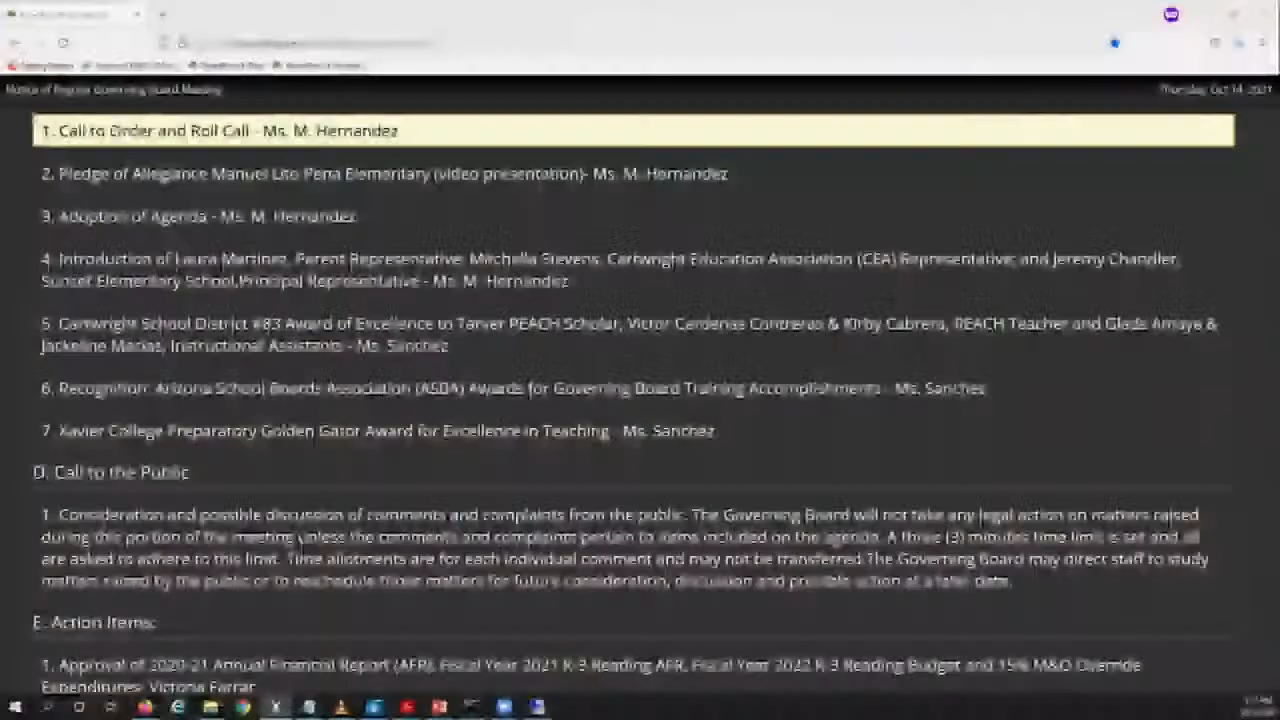 Notice of Regular Governing Board Meeting
Thursday, Oct 14, 2021
1. Call to Order and Roll Call - Ms. M. Hernandez
2. Pledge of Allegiance Manuel Lito Pena Elementary (video presentation)- Ms. M. Hernandez
3. Adoption of Agenda - Ms. M. Hernandez
4. Introduction of Laura Martinez, Parent Representative; Mitchella Stevens, Cartwright Education Association (CEA) Representative; and Jeremy Chandler,
Sunset Elementary School,Principal Representative - Ms. M. Hernandez
5. Cartwright School District #83 Award of Excellence to Tarver PEACH Scholar, Victor Cardenas Contreras & Kirby Cabrera, REACH Teacher and Glads Amaya &
Jackeline Macias, Instructional Assistants - Ms. Sanchez
6. Recognition: Arizona School Boards Association (ASBA) Awards for Governing Board Training Accomplishments - Ms. Sanchez
7. Xavier College Preparatory Golden Gator Award for Excellence in Teaching - Ms. Sanchez
D. Call to the Public
1. Consideration and possible discussion of comments and complaints from the public. The Governing Board will not take any legal action on matters raised
during this portion of the meeting unless the comments and complaints pertain to items included on the agenda. A three (3) minutes time limit is set and all
are asked to adhere to this limit. Time allotments are for each individual comment and may not be transferred.The Governing Board may direct staff to study
matters raised by the public or to reschedule those matters for future consideration, discussion and possible action at a later date.
E. Action Items:
1. Approval of 2020-21 Annual Financial Report (AFR), Fiscal Year 2021 K-3 Reading AFR, Fiscal Year 2022 K-3 Reading Budget and 15% M&O Override
Expenditures- Victoria Farrar